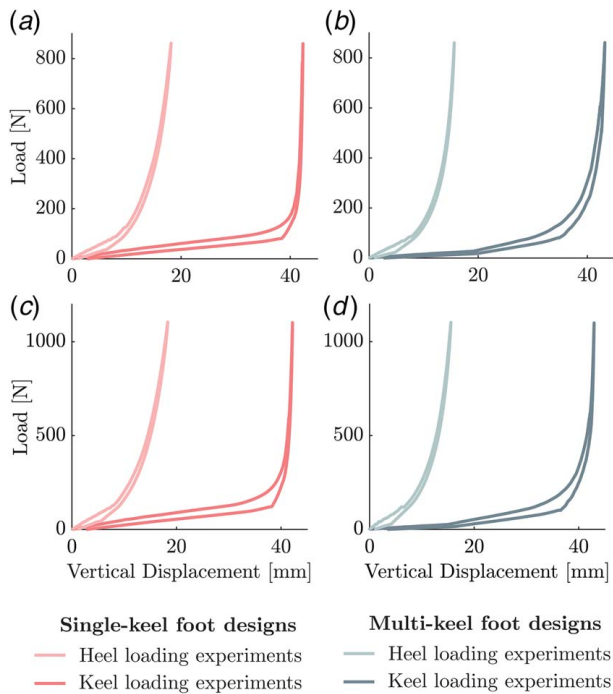 (a)
(b)
800
800
600
600
Load [N]
400
400
200
200
0
0
0
20
40
0
20
40
(c)
(d)
1000
1000
Load [N]
500
500
0
0
0
20
40
0
20
40
Vertical Displacement [mm]
Vertical Displacement [mm]
Single-keel foot designs
Multi-keel foot designs
Heel loading experiments
Heel loading experiments
Keel loading experiments
Keel loading experiments